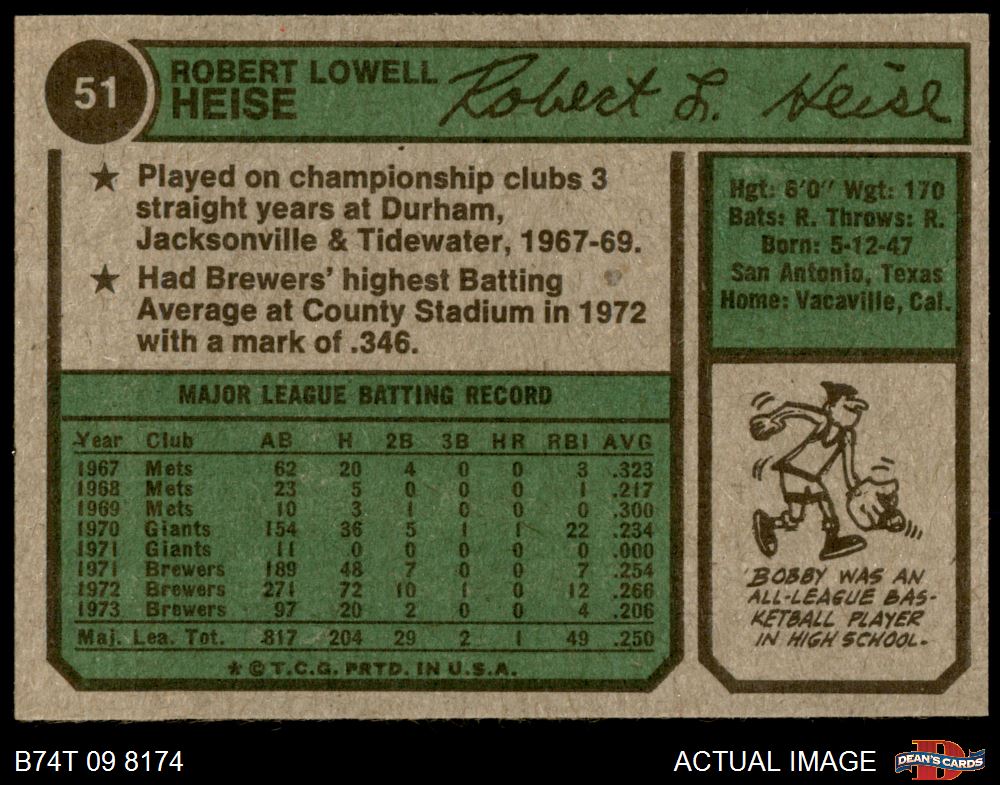 51
ROBERT LOWELL
HEISE
Robert L. Heise
★ Played on championship clubs 3
straight years at Durham,
Jacksonville & Tidewater, 1967-69.
★ Had Brewers' highest Batting
Average at County Stadium in 1972
with a mark of .346.
Hgt: 6'0" Wgt: 170
Bats: R. Throws: R.
Born: 5-12-47
San Antonio, Texas
Home: Vacaville, Cal.
MAJOR LEAGUE BATTING RECORD
Year Club AB H 2B 3B HR RBI AVG
1967 Mets 62 20 4 0 0 3 .323
1968 Mets 23 5 0 0 0 1 .217
1969 Mets 10 3 1 0 0 0 .300
1970 Giants 154 36 5 1 1 22 .234
1971 Giants 11 0 0 0 0 0 .000
1971 Brewers 189 48 7 0 0 7 .254
1972 Brewers 271 72 10 1 0 12 .266
1973 Brewers 97 20 2 0 0 4 .206
Maj. Lea. Tot. 817 204 29 2 1 49 .250
* © T.C.G. PRTD. IN U.S.A.
BOBBY WAS AN
ALL-LEAGUE BAS-
KETBALL PLAYER
IN HIGH SCHOOL.
B74T 09 8174
ACTUAL IMAGE
D
DEAN'S CARDS